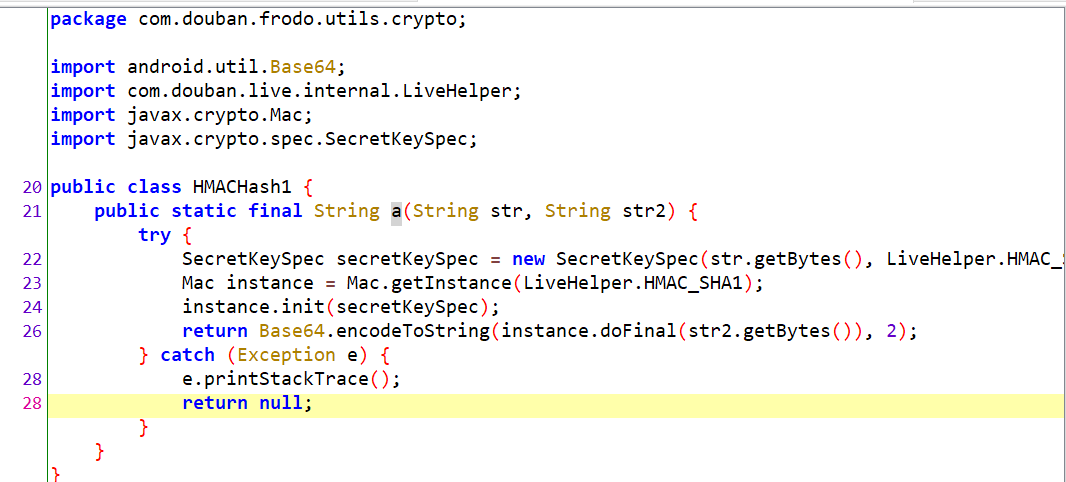 package com.douban.frodo.utils.crypto;
import android.util.Base64;
import com.douban.live.internal.LiveHelper;
import javax.crypto.Mac;
import javax.crypto.spec.SecretKeySpec;
20 public class HMACHash1 {
21 public static final String a(String str, String str2) {
try {
22 SecretKeySpec secretKeySpec = new SecretKeySpec(str.getBytes(), LiveHelper.HMAC_
23 Mac instance = Mac.getInstance(LiveHelper.HMAC_SHA1);
24 instance.init(secretKeySpec);
26 return Base64.encodeToString(instance.doFinal(str2.getBytes()), 2);
} catch (Exception e) {
28 e.printStackTrace();
28 return null;
}
}
}